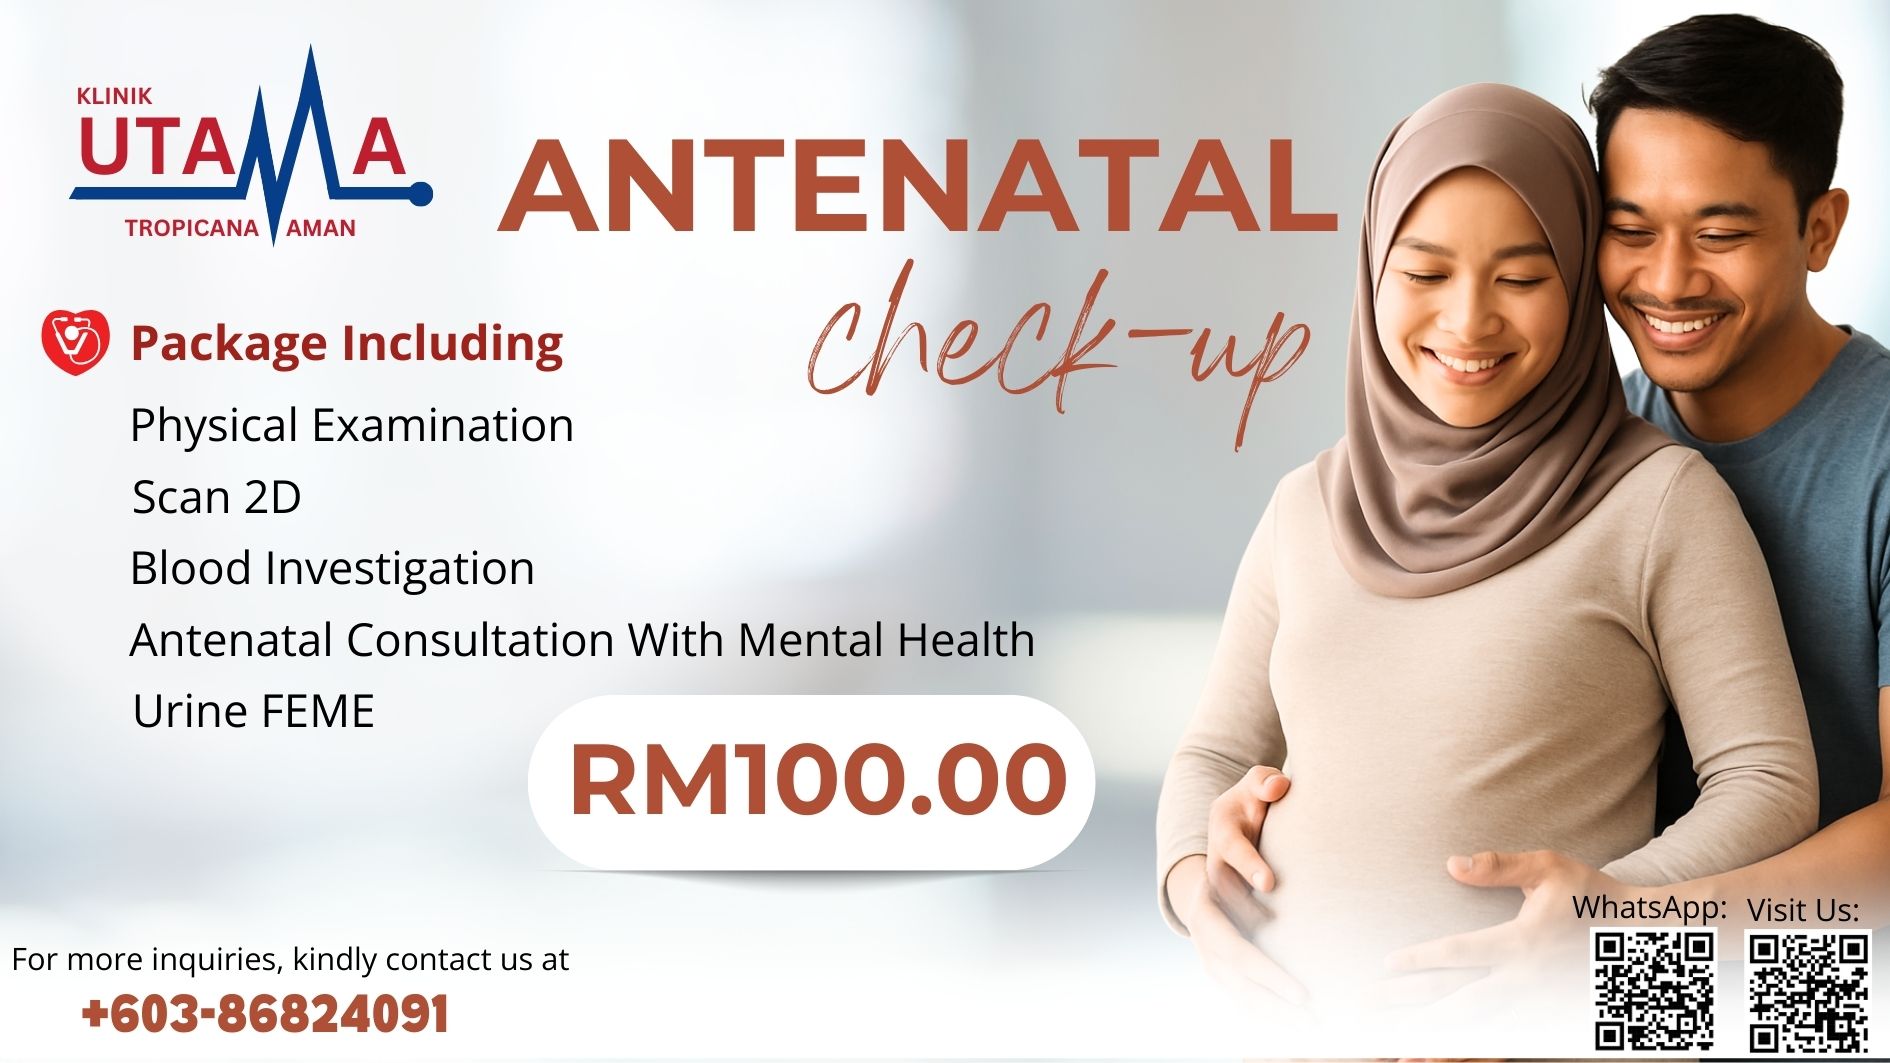 KLINIK
UTAMA
TROPICANA AMAN
ANTENATAL
check-up
Package Including
Physical Examination
Scan 2D
Blood Investigation
Antenatal Consultation With Mental Health
Urine FEME
RM100.00
For more inquiries, kindly contact us at
+603-86824091
WhatsApp:
Visit Us: